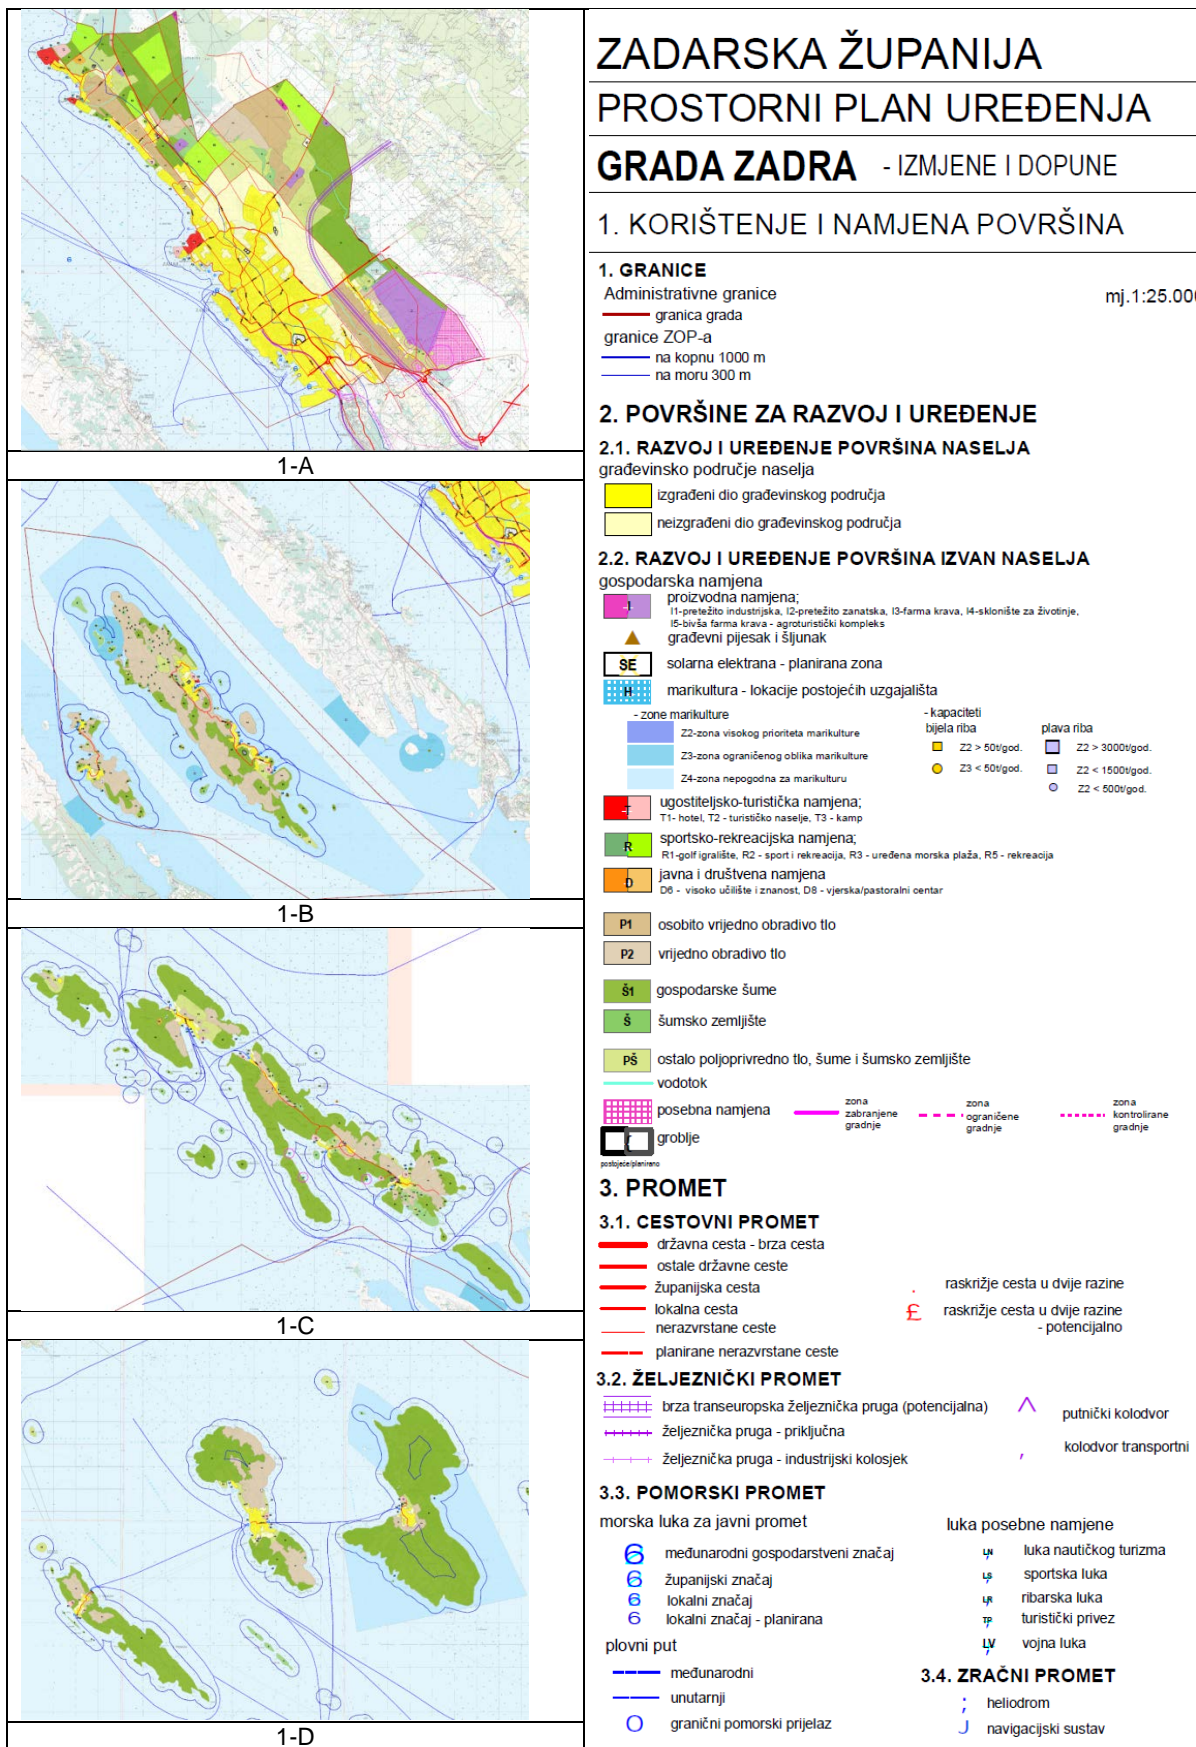 1-A
1-B
1-C
1-D
ZADARSKA ŽUPANIJA
PROSTORNI PLAN UREĐENJA
GRADA ZADRA - IZMJENE I DOPUNE
1. KORIŠTENJE I NAMJENA POVRŠINA
1. GRANICE
Administrativne granice
mj.1:25.000
granica grada
granice ZOP-a
na kopnu 1000 m
na moru 300 m
2. POVRŠINE ZA RAZVOJ I UREĐENJE
2.1. RAZVOJ I UREĐENJE POVRŠINA NASELJA
građevinsko područje naselja
izgrađeni dio građevinskog područja
neizgrađeni dio građevinskog područja
2.2. RAZVOJ I UREĐENJE POVRŠINA IZVAN NASELJA
gospodarska namjena
I proizvodna namjena;
I1-pretežito industrijska, I2-pretežito zanatska, I3-farma krava, I4-sklonište za životinje,
I5-bivša farma krava - agroturistički kompleks
građevni pijesak i šljunak
SE solarna elektrana - planirana zona
H marikultura - lokacije postojećih uzgajališta
- zone marikulture
Z2-zona visokog prioriteta marikulture
Z3-zona ograničenog oblika marikulture
Z4-zona nepogodna za marikulturu
- kapaciteti
bijela riba
Z2 > 50t/god.
Z3 < 50t/god.
plava riba
Z2 > 3000t/god.
Z2 < 1500t/god.
Z2 < 500t/god.
T ugostiteljsko-turistička namjena;
T1- hotel, T2 - turističko naselje, T3 - kamp
R sportsko-rekreacijska namjena;
R1-golf igralište, R2 - sport i rekreacija, R3 - uređena morska plaža, R5 - rekreacija
D javna i društvena namjena
D6 - visoko učilište i znanost, D8 - vjerska/pastoralni centar
P1 osobito vrijedno obradivo tlo
P2 vrijedno obradivo tlo
Š1 gospodarske šume
Š šumsko zemljište
PŠ ostalo poljoprivredno tlo, šume i šumsko zemljište
vodotok
posebna namjena
zona
zabranjene
gradnje
zona
ograničene
gradnje
zona
kontrolirane
gradnje
groblje
postojeće/planirano
3. PROMET
3.1. CESTOVNI PROMET
državna cesta - brza cesta
ostale državne ceste
županijska cesta
lokalna cesta
nerazvrstane ceste
planirane nerazvrstane ceste
raskrižje cesta u dvije razine
£ raskrižje cesta u dvije razine
- potencijalno
3.2. ŽELJEZNIČKI PROMET
brza transeuropska željeznička pruga (potencijalna)
željeznička pruga - priključna
željeznička pruga - industrijski kolosjek
putnički kolodvor
kolodvor transportni
3.3. POMORSKI PROMET
morska luka za javni promet
6 međunarodni gospodarstveni značaj
6 županijski značaj
6 lokalni značaj
6 lokalni značaj - planirana
plovni put
međunarodni
unutarnji
O granični pomorski prijelaz
luka posebne namjene
LN luka nautičkog turizma
LS sportska luka
LR ribarska luka
TP turistički privez
LV vojna luka
3.4. ZRAČNI PROMET
; heliodrom
navigacijski sustav